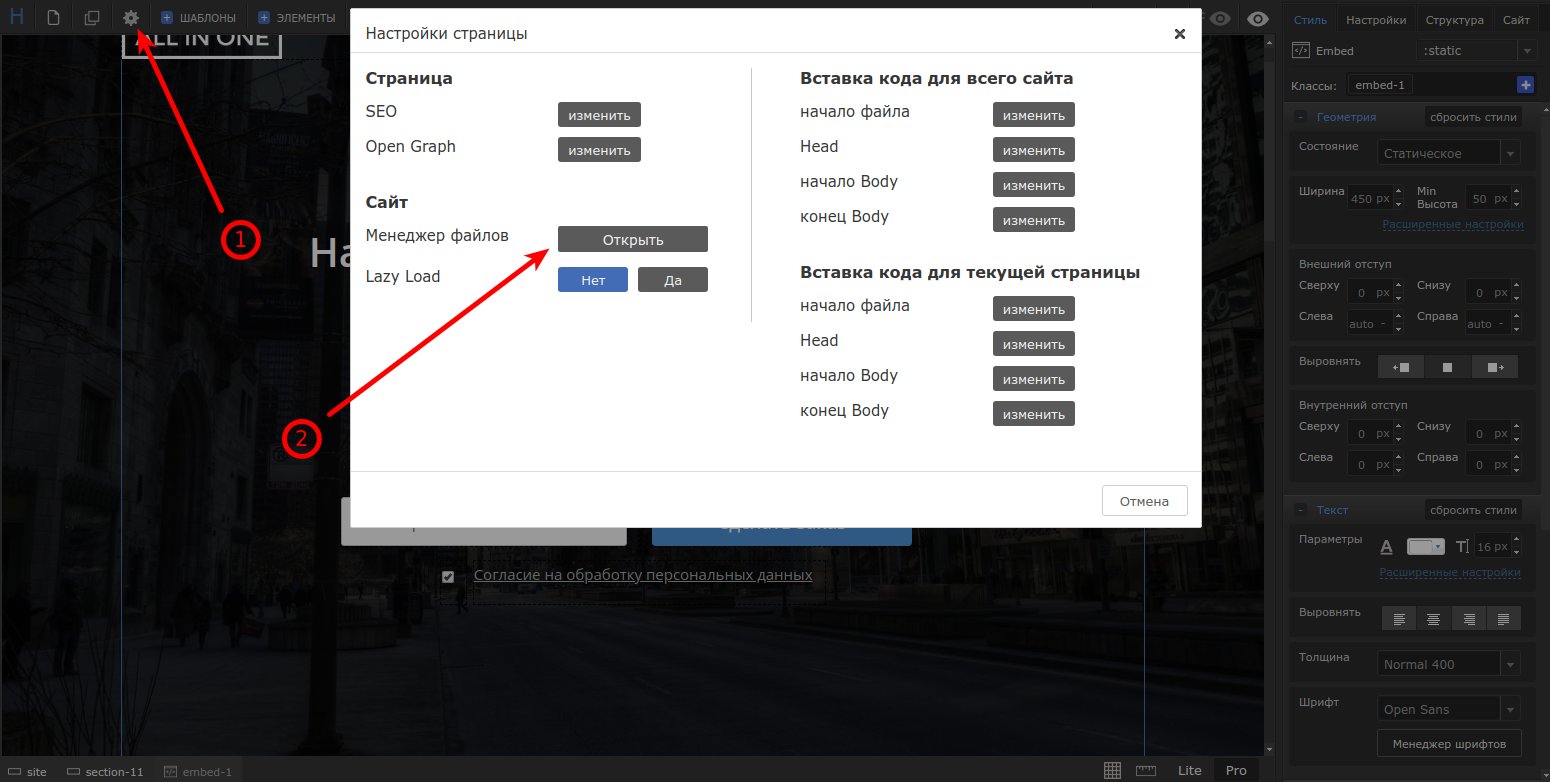 H
ШАБЛОНЫ
ЭЛЕМЕНТЫ
ALL IN ONE
На
1
2
Настройки страницы
Страница
SEO изменить
Open Graph изменить
Сайт
Менеджер файлов Открыть
Lazy Load Нет Да
Вставка кода для всего сайта
начало файла изменить
Head изменить
начало Body изменить
конец Body изменить
Вставка кода для текущей страницы
начало файла изменить
Head изменить
начало Body изменить
конец Body изменить
Отмена
Согласие на обработку персональных данных
Стиль Настройки Структура Сайт
Embed :static
Классы: embed-1
Геометрия сбросить стили
Состояние Статическое
Ширина 450 px Min Высота 50 px
Расширенные настройки
Внешний отступ
Сверху 0 px Снизу 0 px
Слева auto - Справа auto -
Выровнять
Внутренний отступ
Сверху 0 px Снизу 0 px
Слева 0 px Справа 0 px
Текст сбросить стили
Параметры A T 16 px
Расширенные настройки
Выровнять
Толщина Normal 400
Шрифт Open Sans
Менеджер шрифтов
site section-11 embed-1
Lite Pro